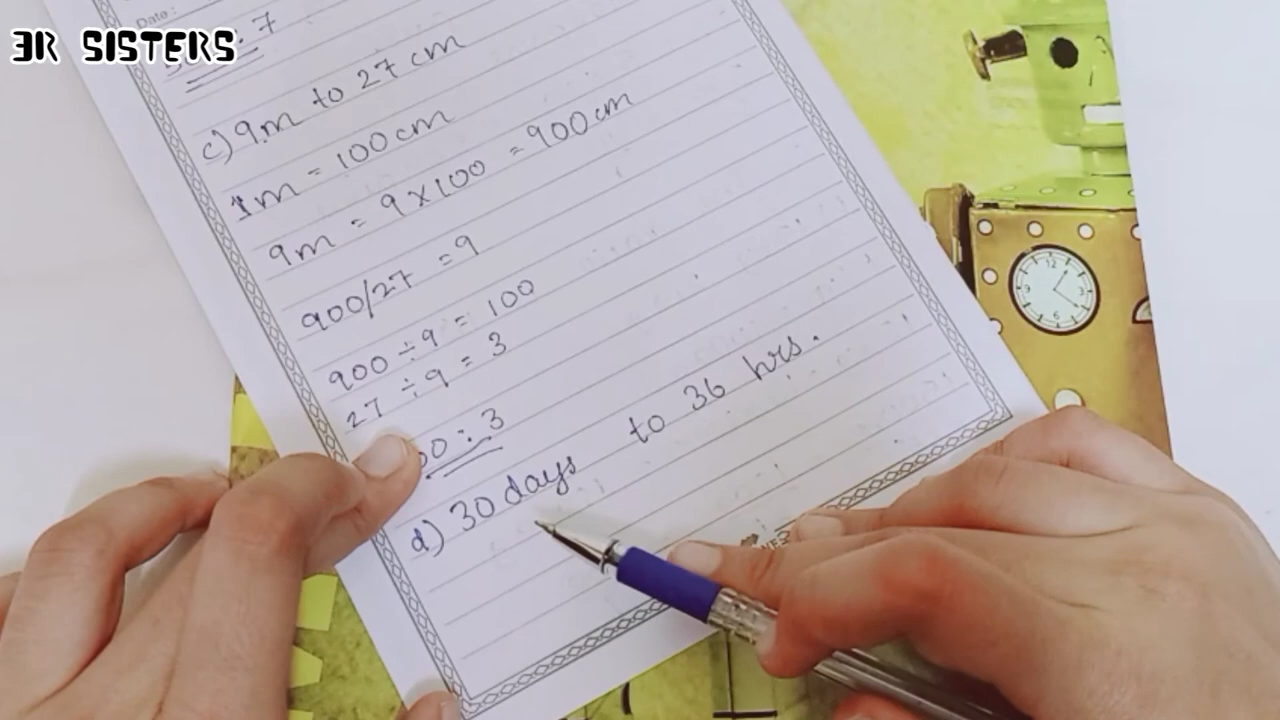 3R SISTERS
Date :
7
c) 9m to 27 cm
1m = 100 cm
9m = 9 x 100 = 900 cm
900/27 = 9
900 ÷ 9 = 100
27 ÷ 9 = 3
00 : 3
d) 30 days to 36 hrs.